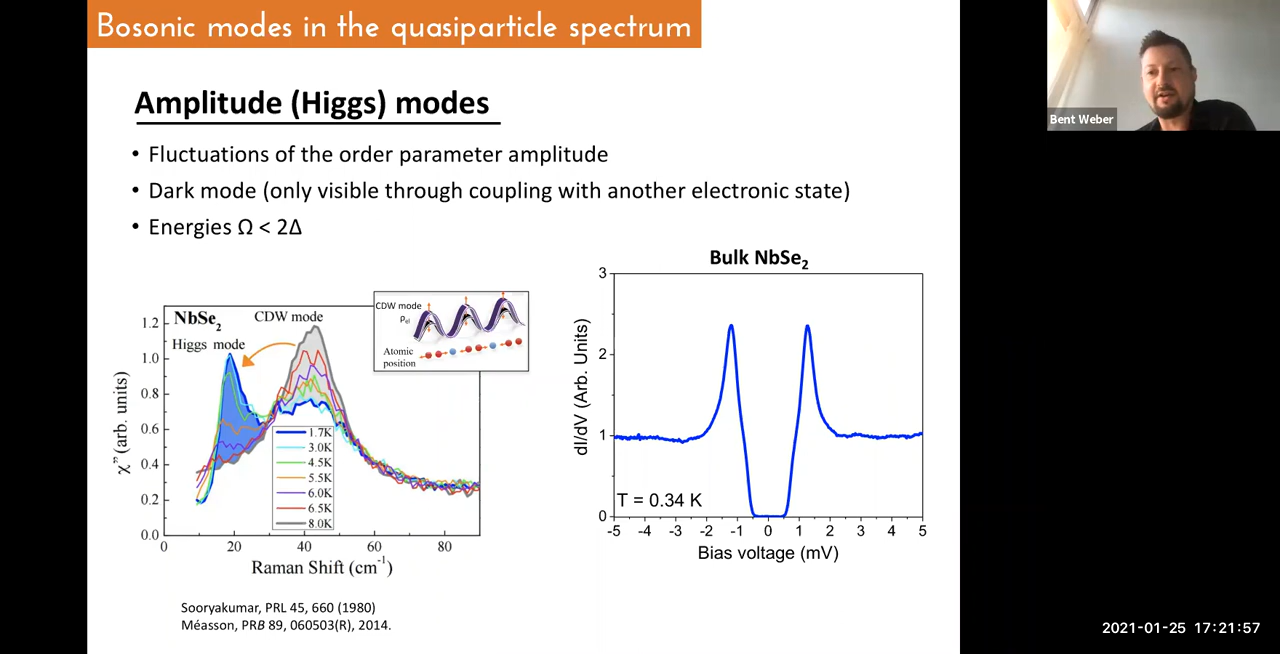 Bosonic modes in the quasiparticle spectrum
Amplitude (Higgs) modes
• Fluctuations of the order parameter amplitude
• Dark mode (only visible through coupling with another electronic state)
• Energies Ω < 2Δ
NbSe2
Higgs mode
CDW mode
CDW mode
ρel
Atomic
position
χ" (arb. units)
1.2
1.0
0.8
0.6
0.4
0.2
0.0
1.7K
3.0K
4.5K
5.5K
6.0K
6.5K
8.0K
0 20 40 60 80
Raman Shift (cm-1)
Bulk NbSe2
dI/dV (Arb. Units)
3
2
1
0
T = 0.34 K
-5 -4 -3 -2 -1 0 1 2 3 4 5
Bias voltage (mV)
Sooryakumar, PRL 45, 660 (1980)
Méasson, PRB 89, 060503(R), 2014.
Bent Weber
2021-01-25 17:21:57